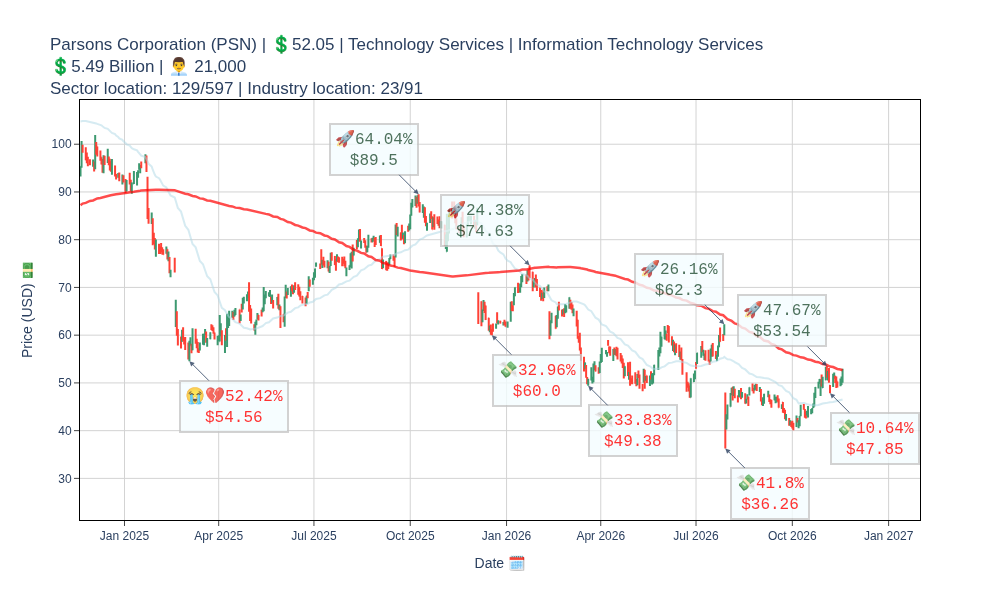 Parsons Corporation (PSN) | 💲52.05 | Technology Services | Information Technology Services
💲5.49 Billion | 👨‍💼 21,000
Sector location: 129/597 | Industry location: 23/91
100
90
80
70
60
50
40
30
Price (USD) 💵
🚀64.04%
$89.5
🚀24.38%
$74.63
🚀26.16%
$62.3
🚀47.67%
$53.54
😭💔52.42%
$54.56
💸32.96%
$60.0
💸33.83%
$49.38
💸10.64%
$47.85
💸41.8%
$36.26
Jan 2025
Apr 2025
Jul 2025
Oct 2025
Jan 2026
Apr 2026
Jul 2026
Oct 2026
Jan 2027
Date 🗓️